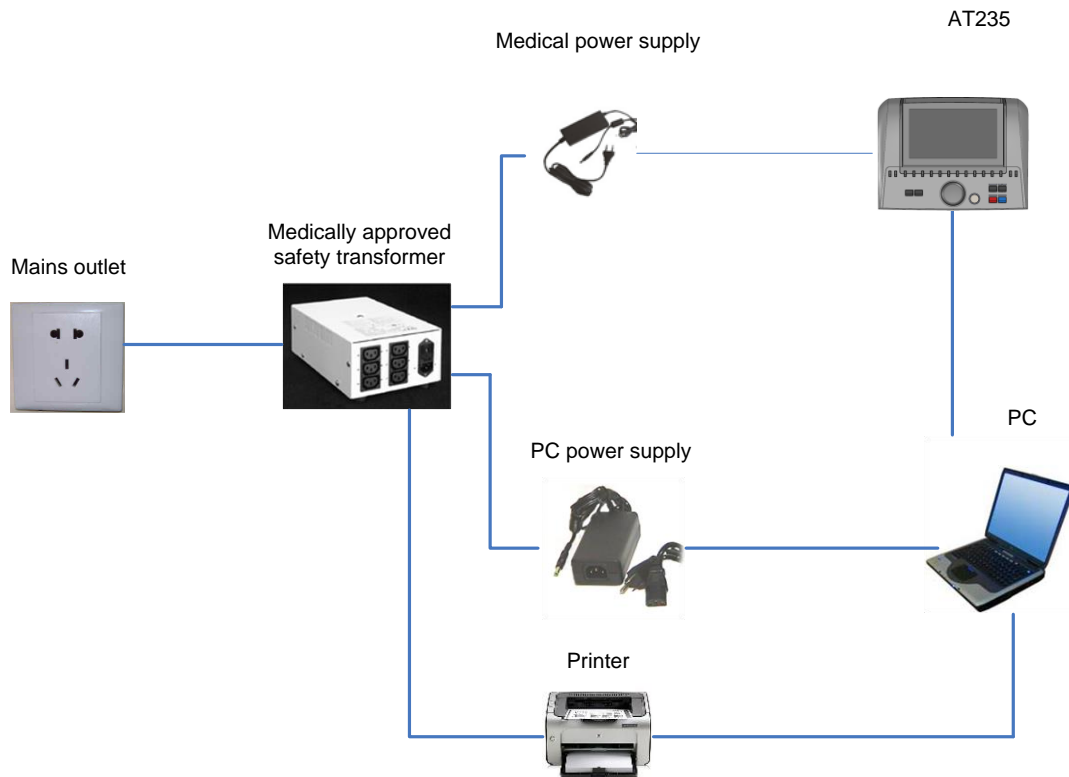 AT235
Medical power supply
Medically approved
safety transformer
Mains outlet
PC
PC power supply
Printer